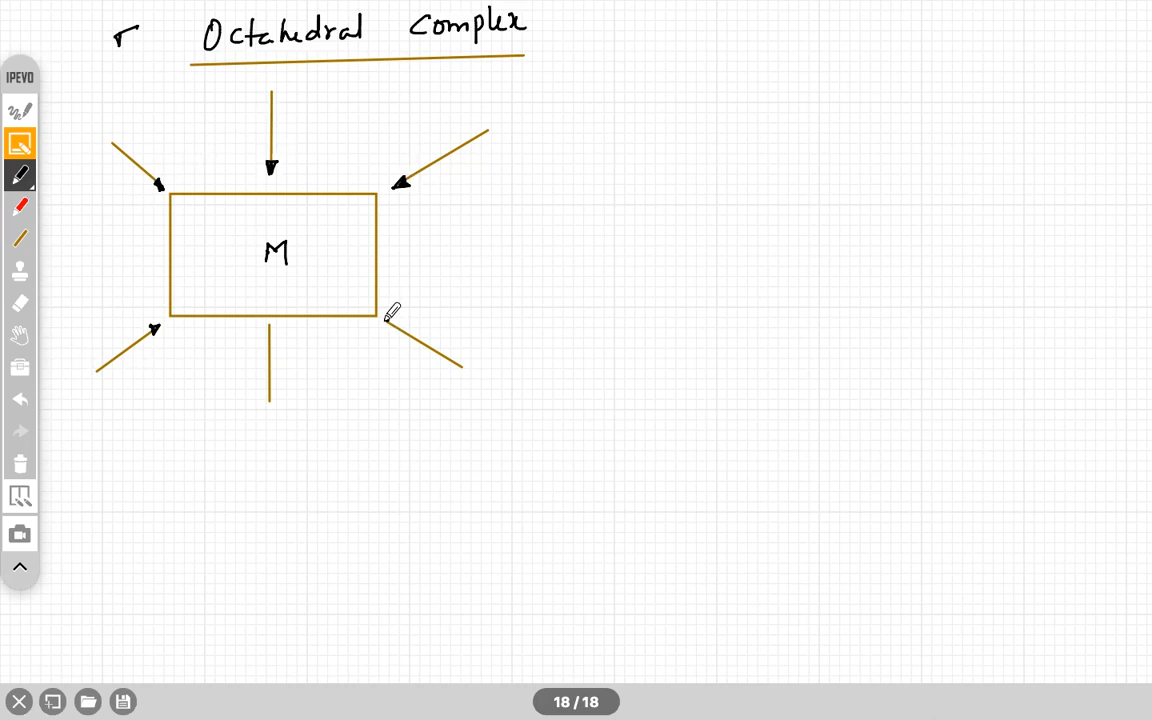 σ Octahedral Complex
IPEVO
M
18 / 18